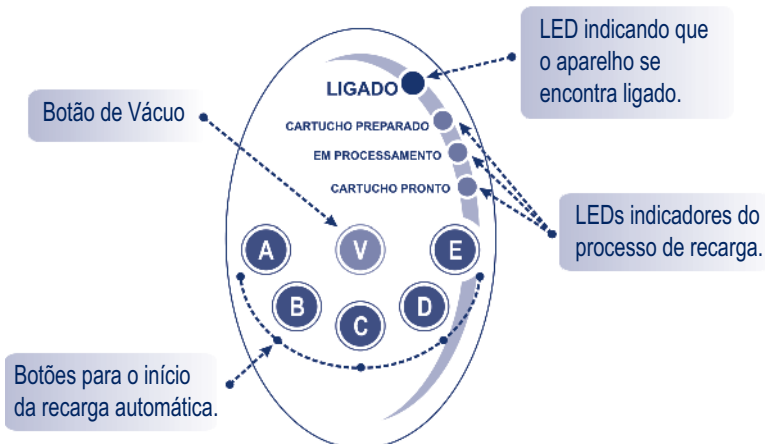 LED indicando que
o aparelho se
encontra ligado.
LIGADO
Botão de Vácuo
CARTUCHO PREPARADO
EM PROCESSAMENTO
CARTUCHO PRONTO
LEDs indicadores do
processo de recarga.
A
V
E
B
C
D
Botões para o início
da recarga automática.